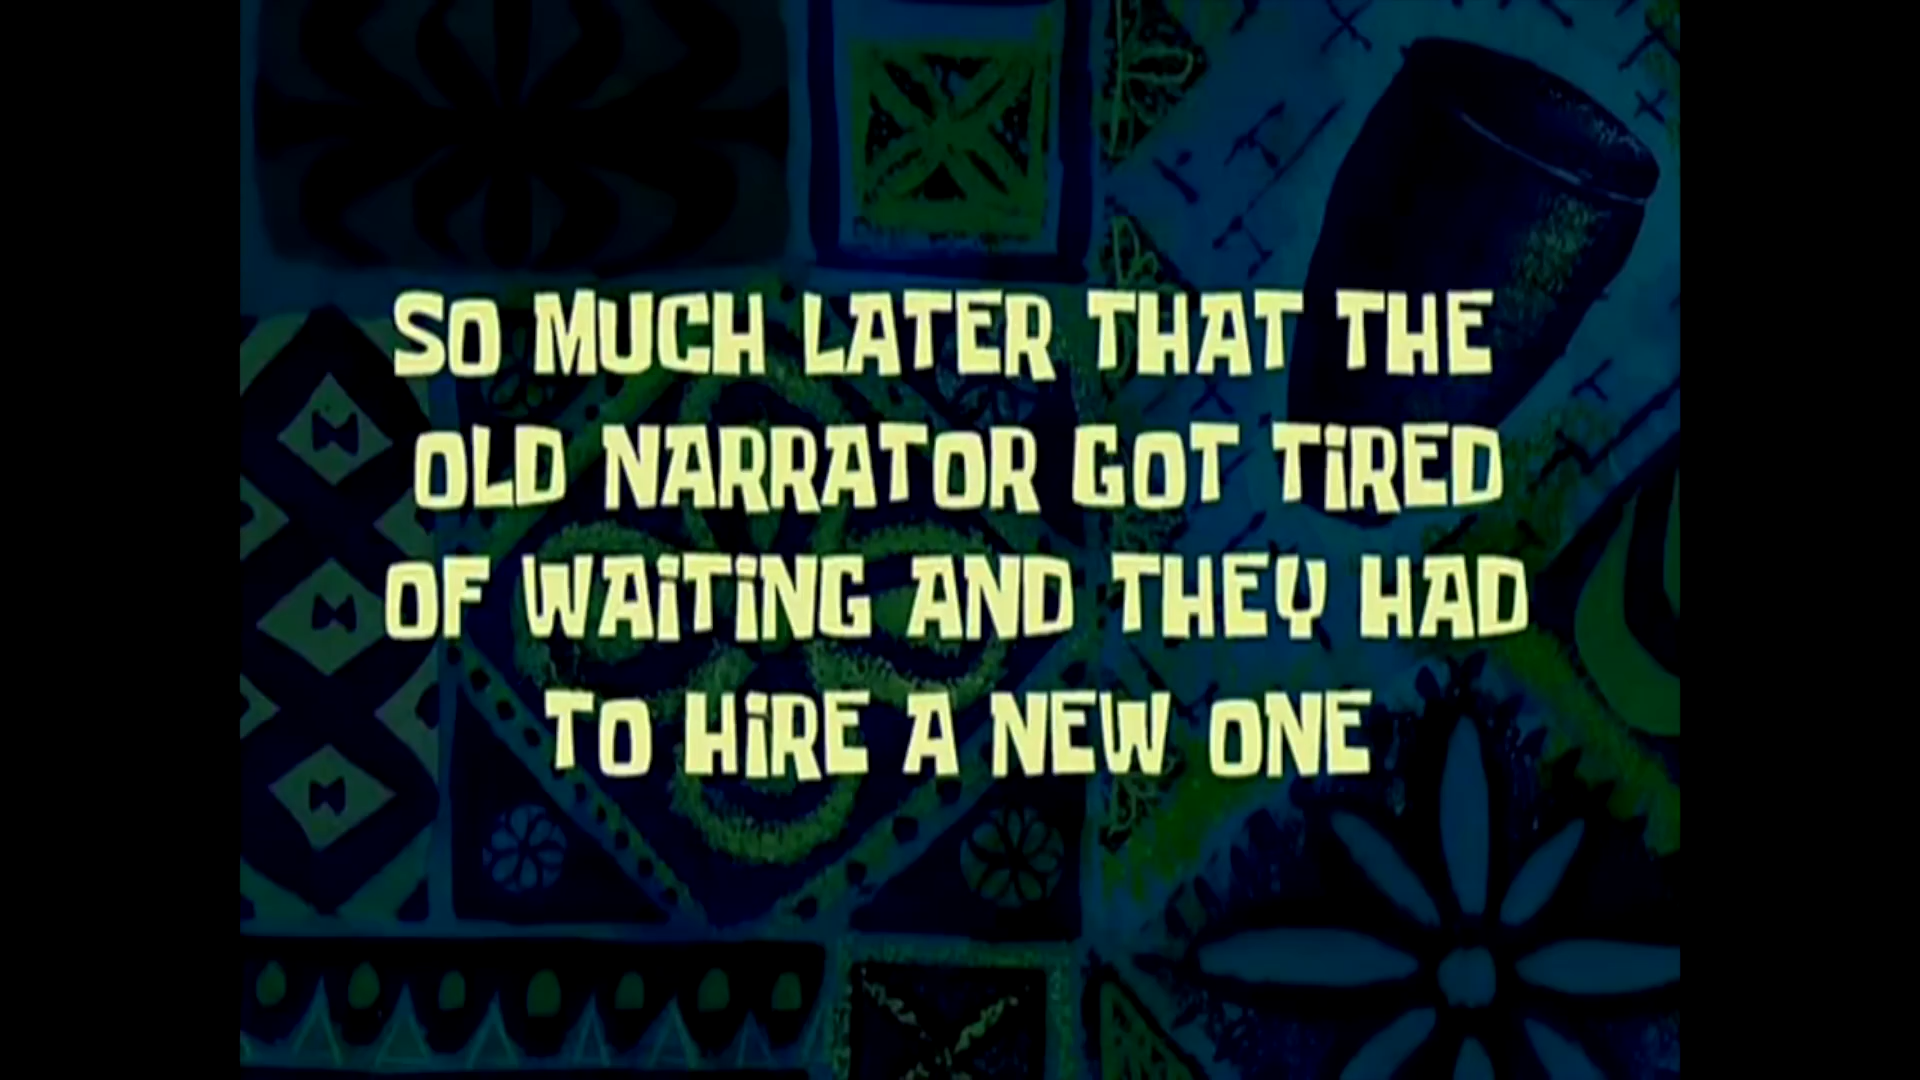 SO MUCH LATER THAT THE
OLD NARRATOR GOT TiRED
OF WAiTiNG AND THEY HAD
TO HiRE A NEW ONE